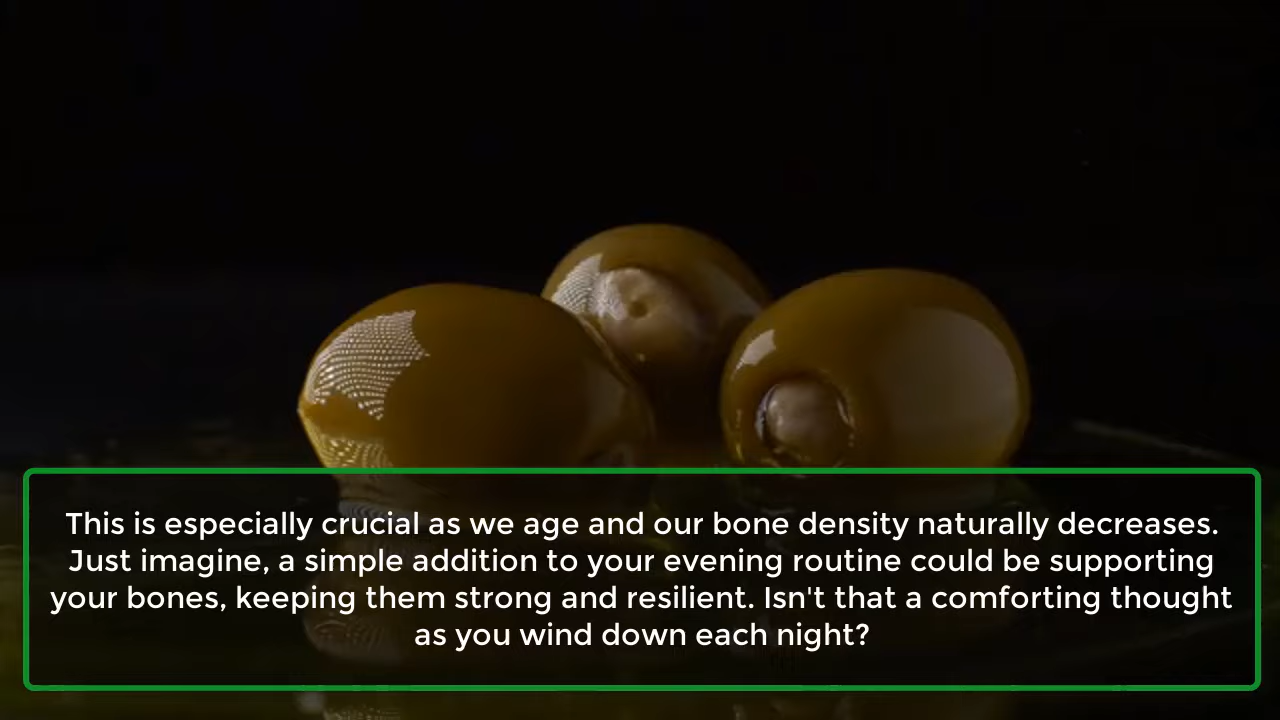 This is especially crucial as we age and our bone density naturally decreases.
Just imagine, a simple addition to your evening routine could be supporting
your bones, keeping them strong and resilient. Isn't that a comforting thought
as you wind down each night?